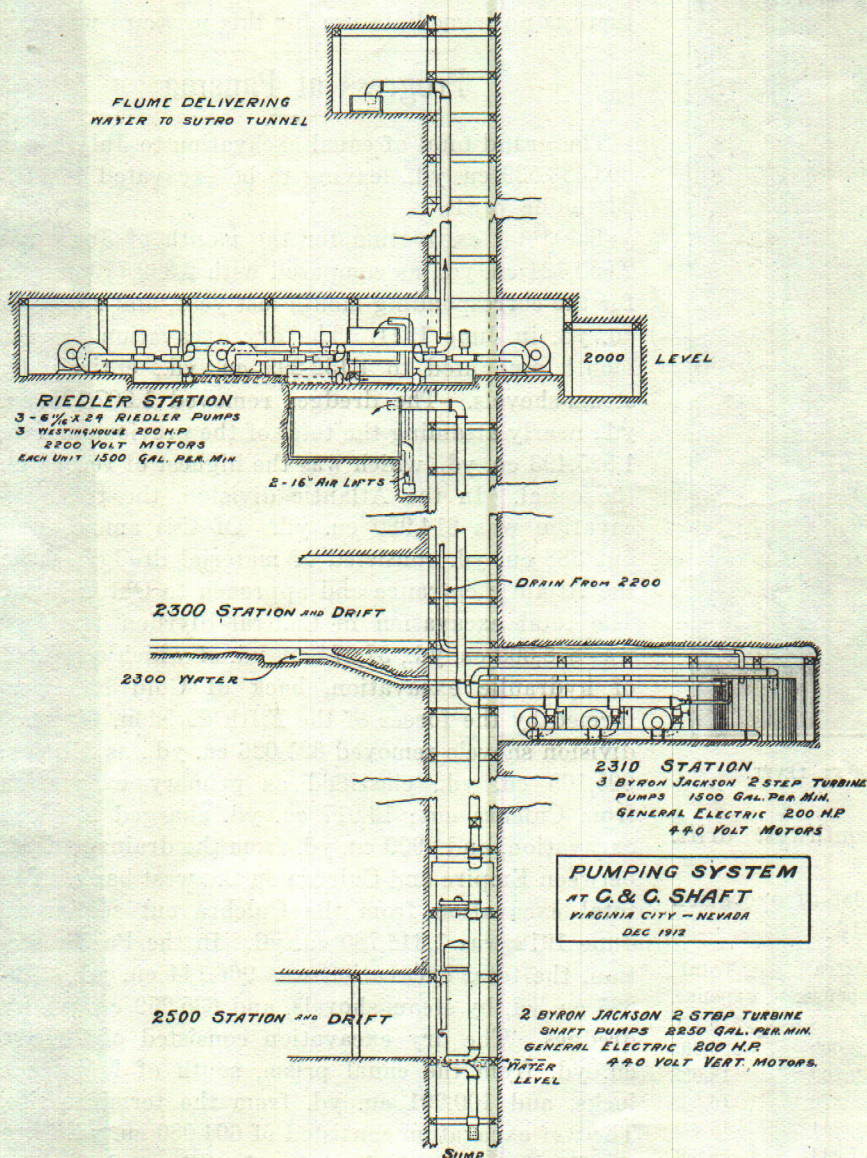 FLUME DELIVERING
WATER TO SUTRO TUNNEL
2000 LEVEL
RIEDLER STATION
3 - 6 11/16 X 24 RIEDLER PUMPS
3 WESTINGHOUSE 200 H.P
2200 VOLT MOTORS
EACH UNIT 1500 GAL. PER. MIN
2-16" AIR LIFTS
DRAIN FROM 2200
2300 STATION AND DRIFT
2300 WATER
2310 STATION
3 BYRON JACKSON 2 STEP TURBINE
PUMPS 1500 GAL. PER. MIN.
GENERAL ELECTRIC 200 H.P
440 VOLT MOTORS
PUMPING SYSTEM
AT C. & C. SHAFT
VIRGINIA CITY - NEVADA
DEC 1912
2500 STATION AND DRIFT
2 BYRON JACKSON 2 STEP TURBINE
SHAFT PUMPS 2250 GAL. PER. MIN.
GENERAL ELECTRIC 200 H.P.
440 VOLT VERT. MOTORS.
WATER
LEVEL
SUMP